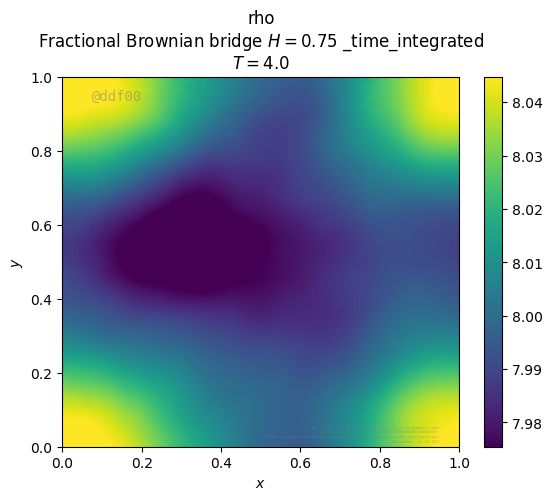 rho
Fractional Brownian bridge H = 0.75 _time_integrated
T = 4.0
@ddf00
1.0
0.8
0.6
0.4
0.2
0.0
y
0.0 0.2 0.4 0.6 0.8 1.0
x
8.04
8.03
8.02
8.01
8.00
7.99
7.98